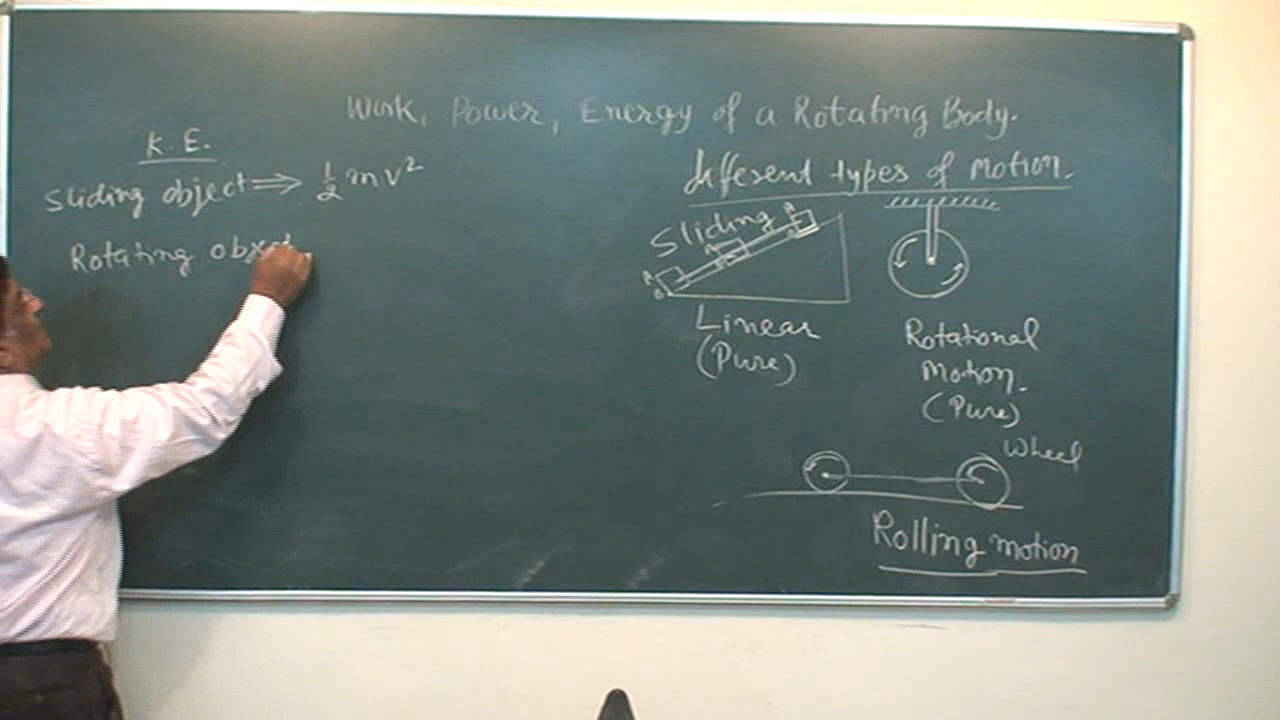 Work, Power, Energy of a Rotating Body.
K.E.
Sliding object ⇒ 1/2 mv²
Rotating object
different types of Motion.
Sliding
Linear
(Pure)
Rotational
Motion.
(Pure)
Wheel
Rolling motion